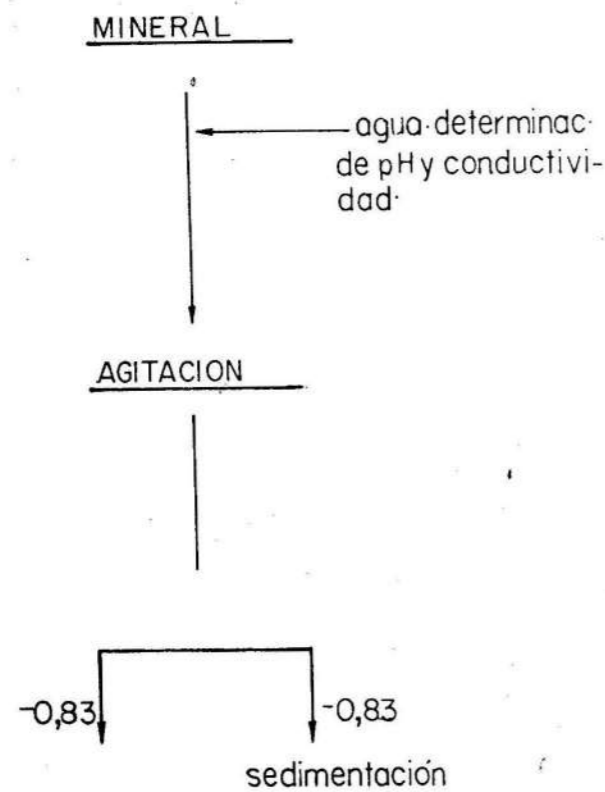 MINERAL
agua determinac.
de pH y conductivi-
dad.
AGITACION
-0,83
-0,83
sedimentación